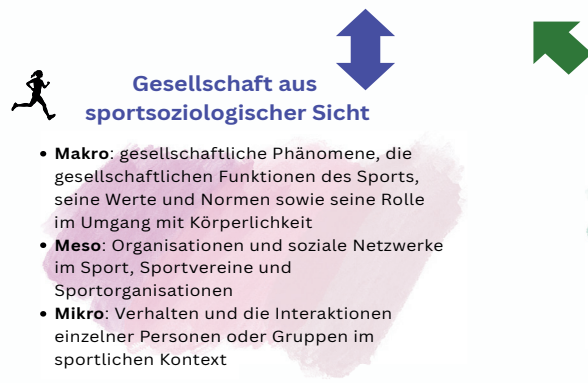 Gesellschaft aus
sportsoziologischer Sicht
• Makro: gesellschaftliche Phänomene, die
gesellschaftlichen Funktionen des Sports,
seine Werte und Normen sowie seine Rolle
im Umgang mit Körperlichkeit
• Meso: Organisationen und soziale Netzwerke
im Sport, Sportvereine und
Sportorganisationen
• Mikro: Verhalten und die Interaktionen
einzelner Personen oder Gruppen im
sportlichen Kontext